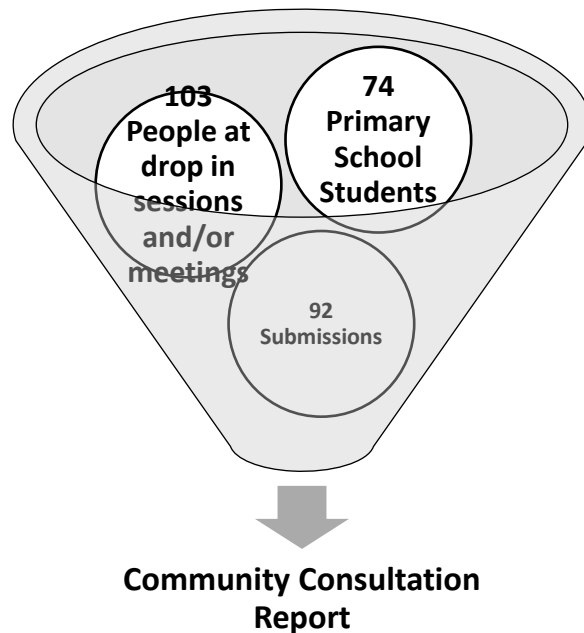 103
People at
drop in
sessions
and/or
meetings
74
Primary
School
Students
92
Submissions
Community Consultation
Report